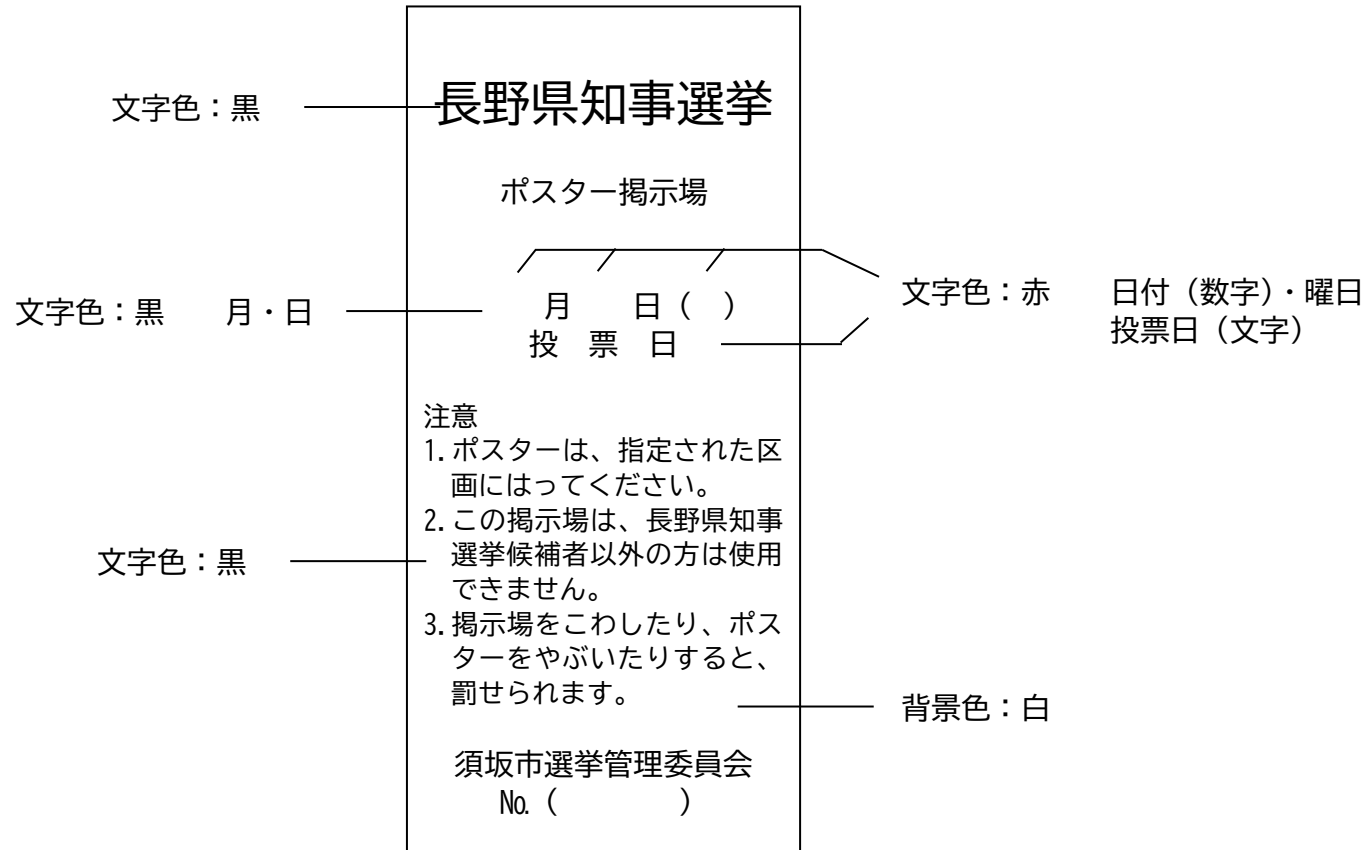 文字色：黒
長野県知事選挙
ポスター掲示場
文字色：黒　　月・日
月　　　日（　）
投　票　日
文字色：赤　　日付（数字）・曜日
投票日（文字）
注意
1.ポスターは、指定された区
画にはってください。
2.この掲示場は、長野県知事
選挙候補者以外の方は使用
できません。
3.掲示場をこわしたり、ポス
ターをやぶいたりすると、
罰せられます。
文字色：黒
背景色：白
須坂市選挙管理委員会
№（　　　　）